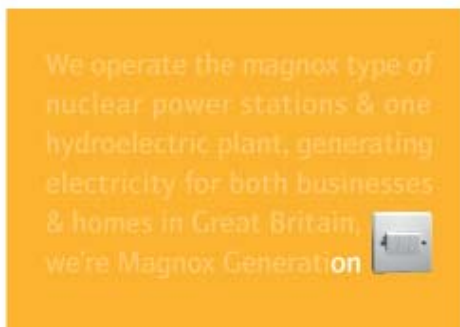 We operate the magnox type of
nuclear power stations & one
hydroelectric plant, generating
electricity for both businesses
& homes in Great Britain,
we're Magnox Generation